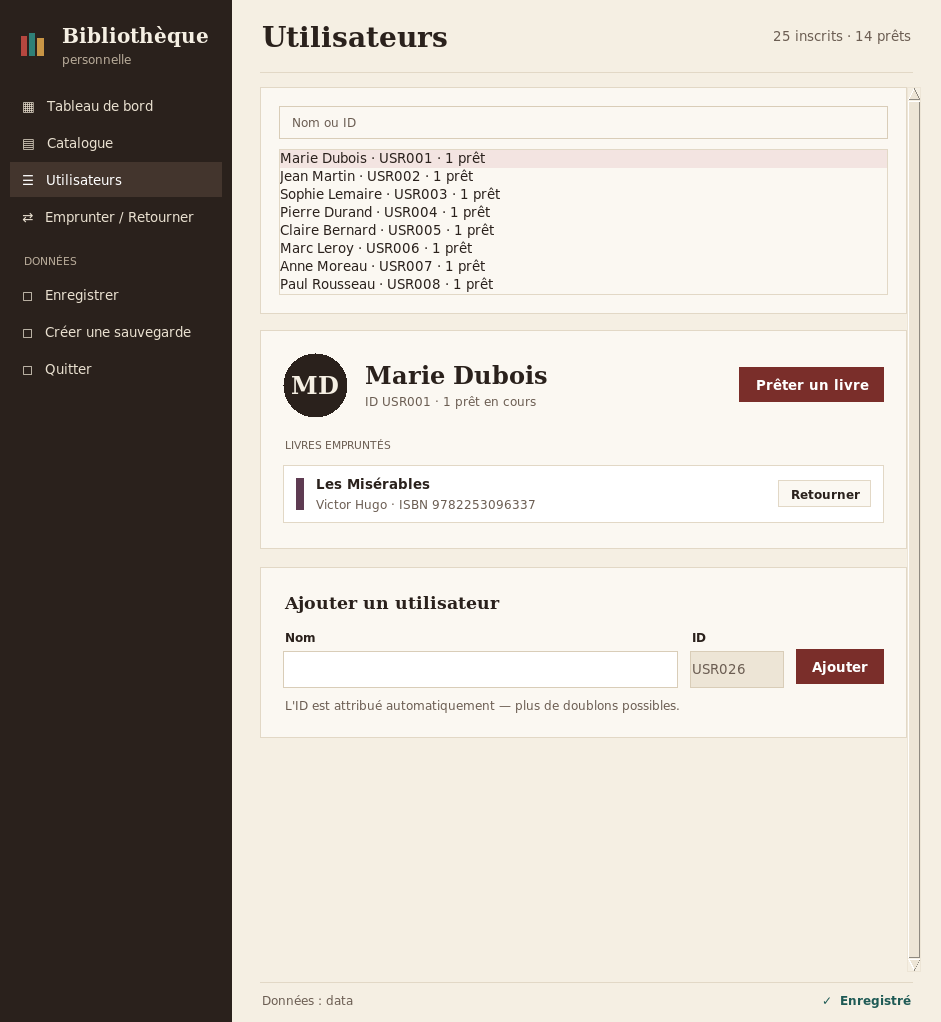 Bibliothèque
personnelle
Tableau de bord
Catalogue
Utilisateurs
Emprunter / Retourner
DONNÉES
Enregistrer
Créer une sauvegarde
Quitter
Utilisateurs
25 inscrits · 14 prêts
Nom ou ID
Marie Dubois · USR001 · 1 prêt
Jean Martin · USR002 · 1 prêt
Sophie Lemaire · USR003 · 1 prêt
Pierre Durand · USR004 · 1 prêt
Claire Bernard · USR005 · 1 prêt
Marc Leroy · USR006 · 1 prêt
Anne Moreau · USR007 · 1 prêt
Paul Rousseau · USR008 · 1 prêt
MD
Marie Dubois
ID USR001 · 1 prêt en cours
Prêter un livre
LIVRES EMPRUNTÉS
Les Misérables
Victor Hugo · ISBN 9782253096337
Retourner
Ajouter un utilisateur
Nom
ID
USR026
Ajouter
L'ID est attribué automatiquement — plus de doublons possibles.
Données : data
✓ Enregistré